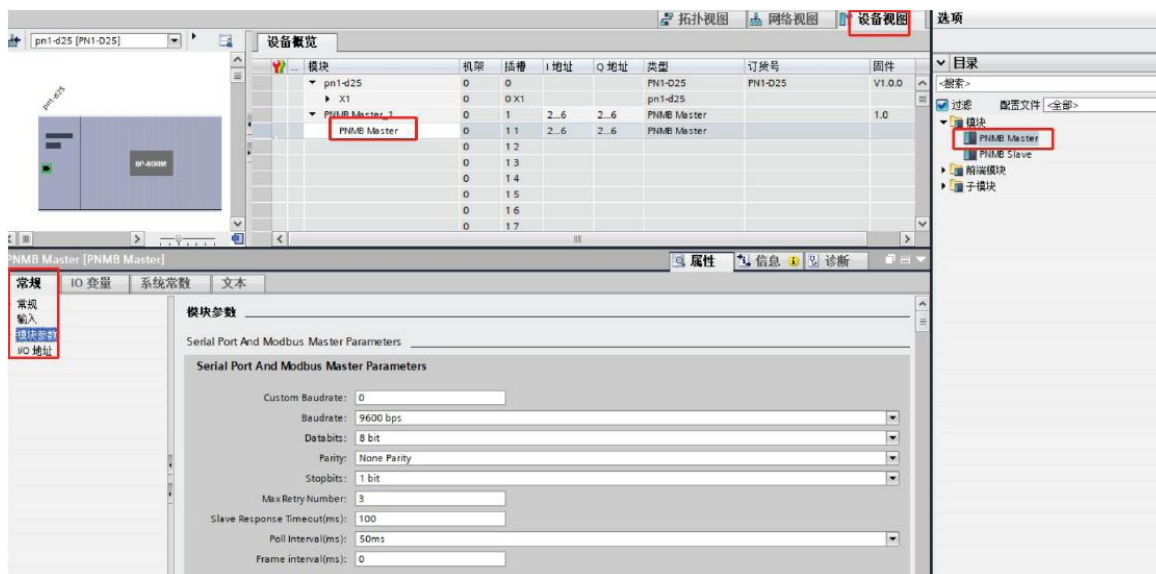 拓扑视图 网络视图 设备视图 选项
pn1-d25 [PN1-D25] 设备概览
目录
模块 机架 插槽 I 地址 Q 地址 类型 订货号 固件
<搜索>
pn1-d25 0 0 PN1-D25 PN1-D25 V1.0.0
pn1-d25
X1 0 0 X1 pn1-d25
过滤 配置文件 <全部>
PNMB Master_1 0 1 2...6 2...6 PNMB Master 1.0
模块
PNMB Master 0 1 1 2...6 2...6 PNMB Master
PNMB Master
0 1 2
PNMB Slave
0 1 3
前端模块
DP-NORM
0 1 4
子模块
0 1 5
0 1 6
0 1 7
PNMB Master [PNMB Master] 属性 信息 诊断
常规 IO 变量 系统常数 文本
常规
输入
模块参数
I/O 地址
模块参数
Serial Port And Modbus Master Parameters
Serial Port And Modbus Master Parameters
Custom Baudrate: 0
Baudrate: 9600 bps
Databits: 8 bit
Parity: None Parity
Stopbits: 1 bit
Max Retry Number: 3
Slave Response Timeout(ms): 100
Poll Interval(ms): 50ms
Frame interval(ms): 0